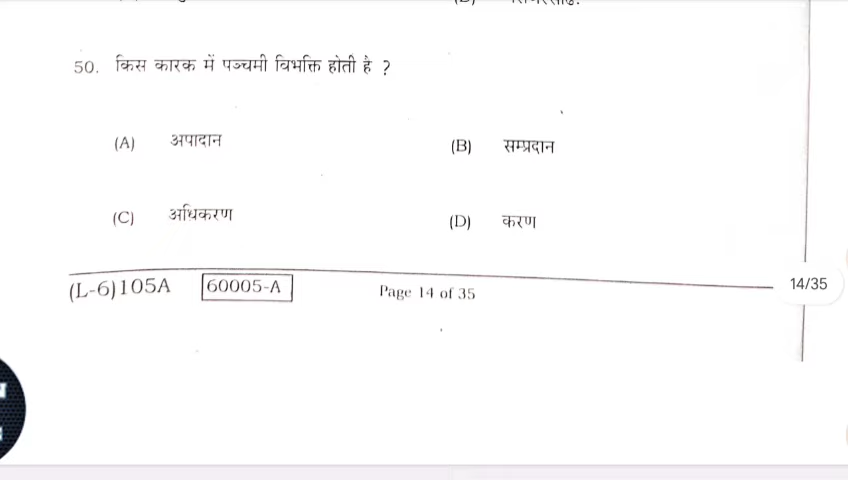 50. किस कारक में पञ्चमी विभक्ति होती है ?
(A) अपादान
(B) सम्प्रदान
(C) अधिकरण
(D) करण
(L-6)105A 60005-A Page 14 of 35
14/35